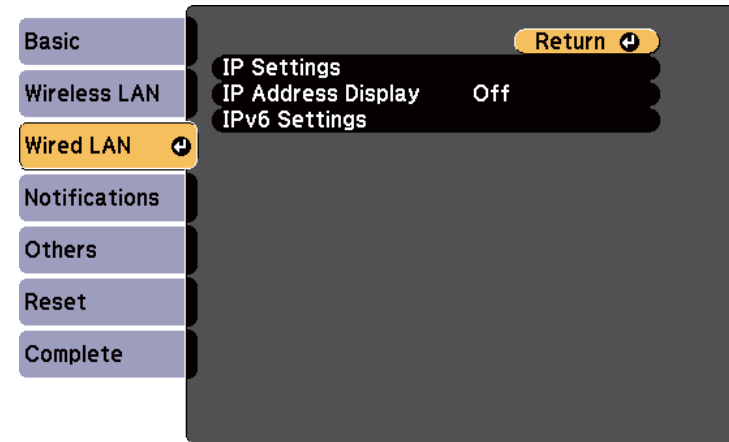 Basic
Wireless LAN
Wired LAN
Notifications
Others
Reset
Complete
Return
IP Settings
IP Address Display Off
IPv6 Settings